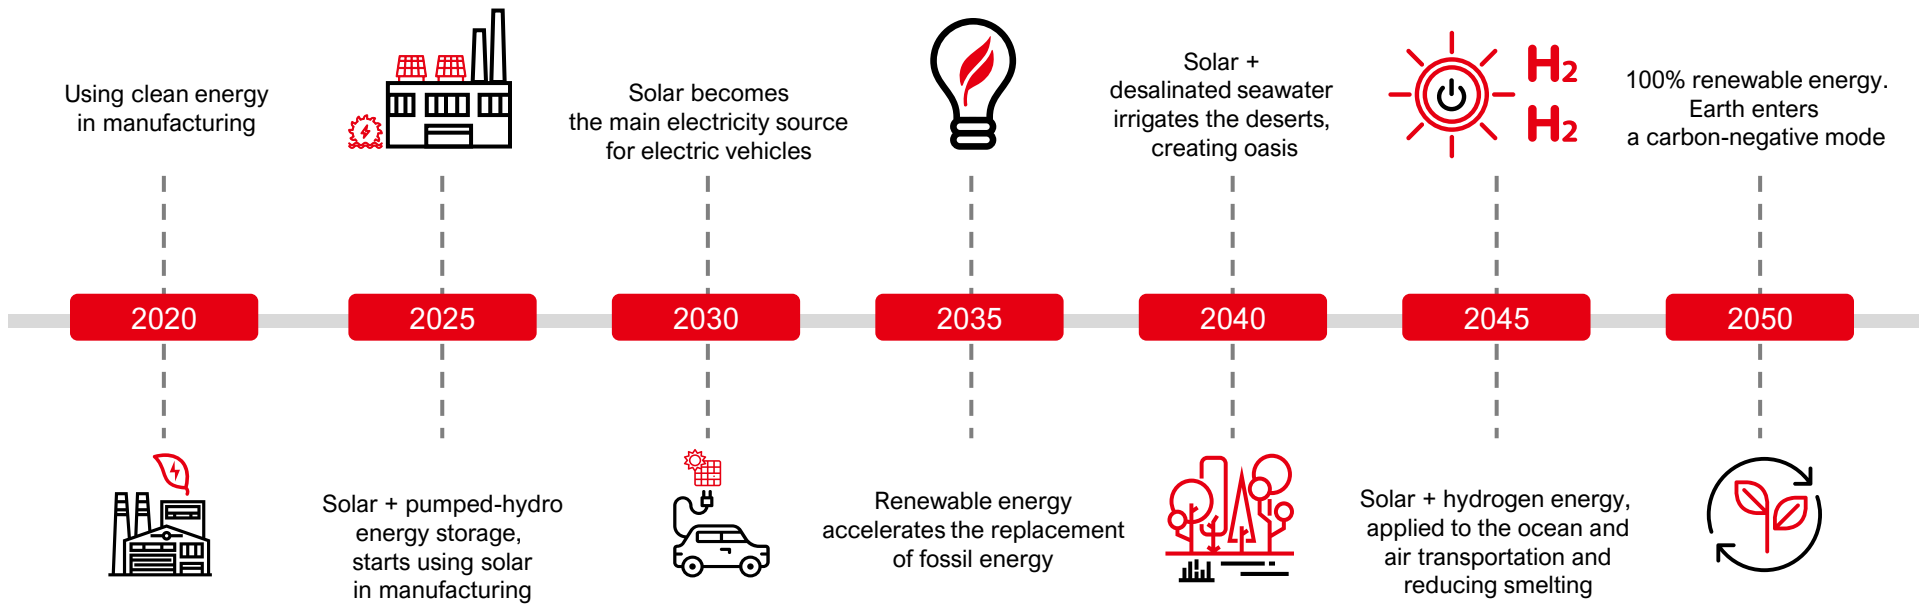 Using clean energy
in manufacturing
Solar becomes
the main electricity source
for electric vehicles
Solar +
desalinated seawater
irrigates the deserts,
creating oasis
H2
H2
100% renewable energy.
Earth enters
a carbon-negative mode
2020
2025
2030
2035
2040
2045
2050
Solar + pumped-hydro
energy storage,
starts using solar
in manufacturing
Renewable energy
accelerates the replacement
of fossil energy
Solar + hydrogen energy,
applied to the ocean and
air transportation and
reducing smelting